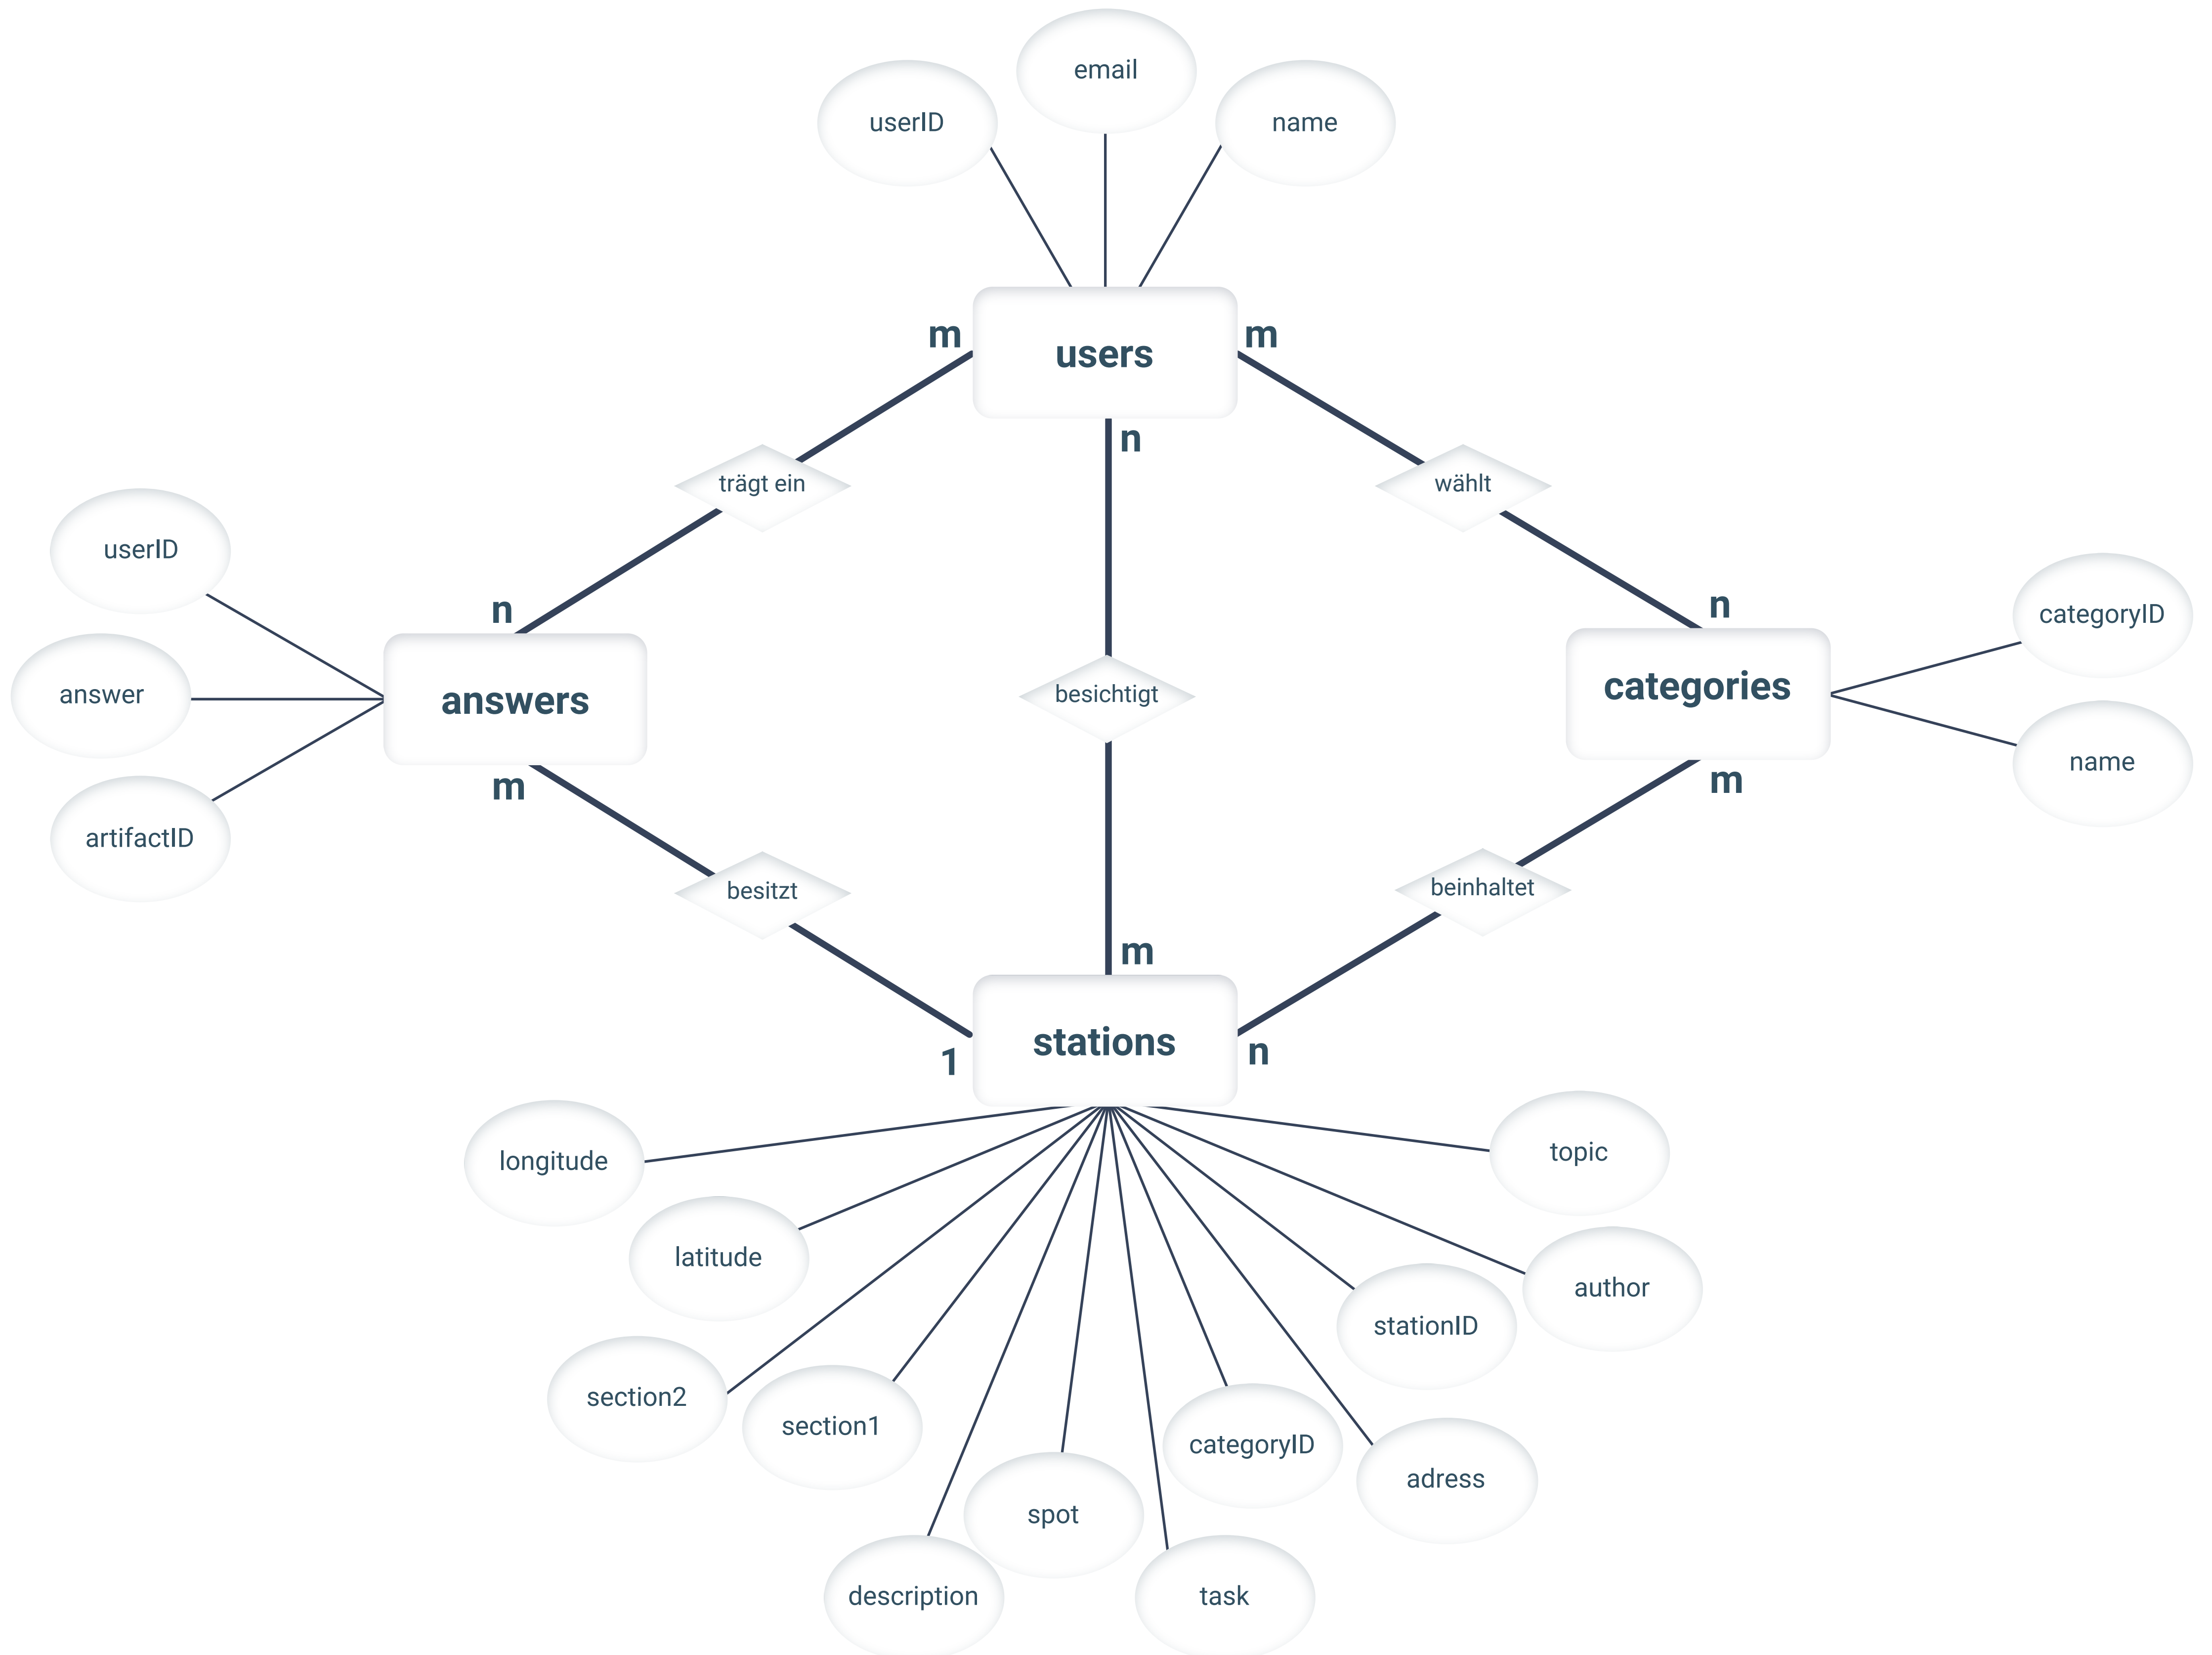 email
userID
name
m
users
m
n
trägt ein
wählt
userID
n
n
categoryID
answer
answers
besichtigt
categories
name
m
m
artifactID
besitzt
beinhaltet
m
stations
1
n
longitude
topic
latitude
author
stationID
section2
section1
categoryID
adress
spot
description
task